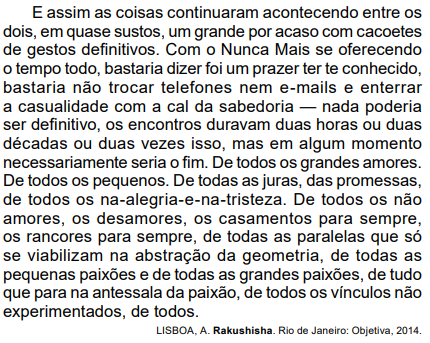 E assim as coisas continuaram acontecendo entre os
dois, em quase sustos, um grande por acaso com cacoetes
de gestos definitivos. Com o Nunca Mais se oferecendo
o tempo todo, bastaria dizer foi um prazer ter te conhecido,
bastaria não trocar telefones nem e-mails e enterrar
a casualidade com a cal da sabedoria — nada poderia
ser definitivo, os encontros duravam duas horas ou duas
décadas ou duas vezes isso, mas em algum momento
necessariamente seria o fim. De todos os grandes amores.
De todos os pequenos. De todas as juras, das promessas,
de todos os na-alegria-e-na-tristeza. De todos os não
amores, os desamores, os casamentos para sempre,
os rancores para sempre, de todas as paralelas que só
se viabilizam na abstração da geometria, de todas as
pequenas paixões e de todas as grandes paixões, de tudo
que para na antessala da paixão, de todos os vínculos não
experimentados, de todos.
LISBOA, A. Rakushisha. Rio de Janeiro: Objetiva, 2014.